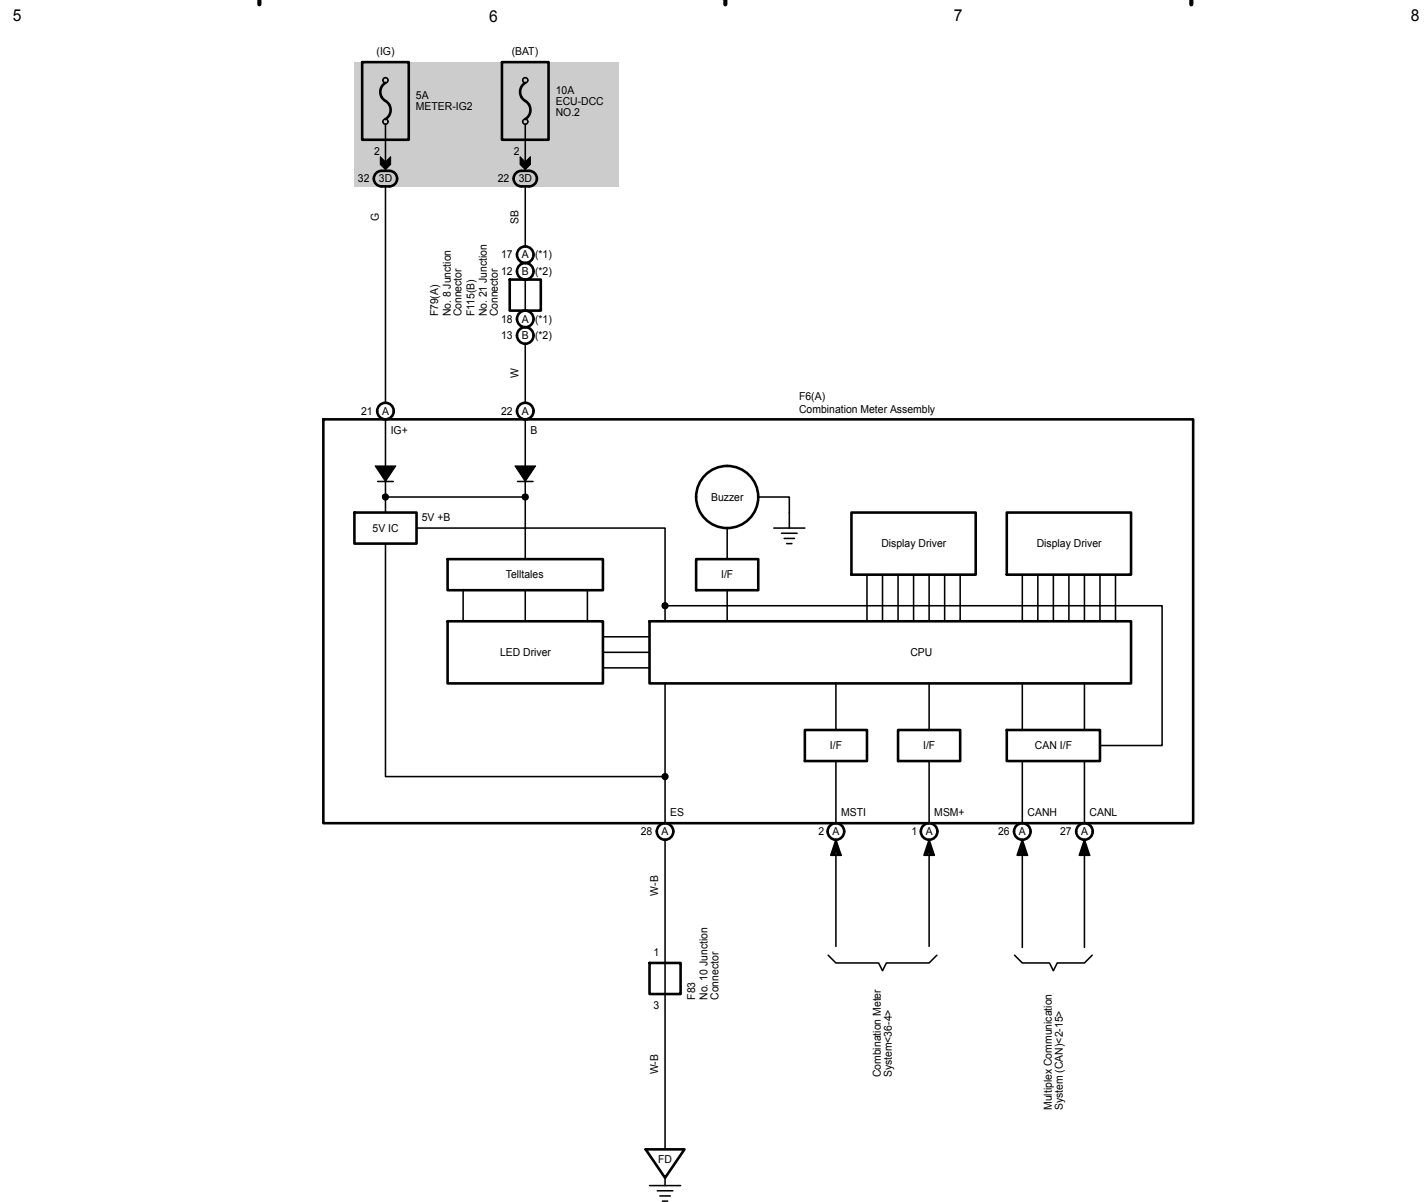 5
6
7
8
(IG)
(BAT)
5A
METER-IG2
10A
ECU-DCC
NO.2
2
2
32 3D
22 3D
G
SB
17 A (*1)
12 B (*2)
F79(A)
No. 8 Junction
Connector
F115(B)
No. 21 Junction
Connector
18 A (*1)
13 B (*2)
W
F6(A)
Combination Meter Assembly
21 A
22 A
IG+
B
Buzzer
5V IC
5V +B
Display Driver
Display Driver
Telltales
I/F
LED Driver
CPU
I/F
I/F
CAN I/F
ES
MSTI
MSM+
CANH
CANL
28 A
2 A
1 A
26 A
27 A
W-B
1
F83
No. 10 Junction
Connector
3
Combination Meter
System<36-4>
Multiplex Communication
System (CAN)<2-15>
W-B
FD